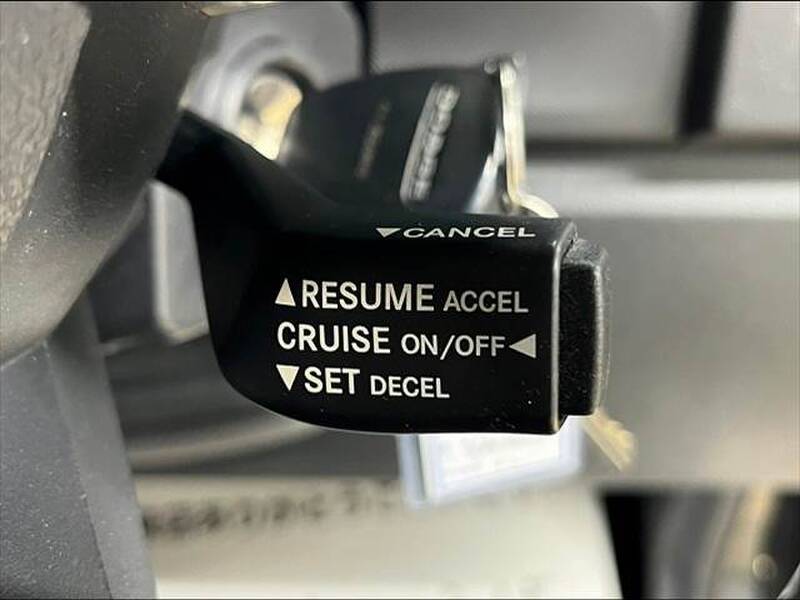 ▼CANCEL
▲RESUME ACCEL
CRUISE ON/OFF◀
▼SET DECEL